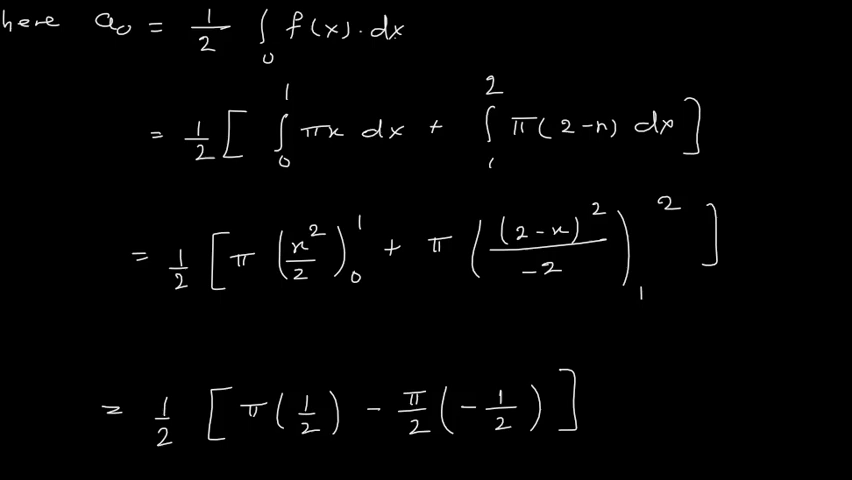 here a₀ = 1/2 ∫₀ f(x).dx
= 1/2 [ ∫₀¹ πx dx + ∫₁² π(2-x) dx ]
= 1/2 [ π (x²/2)₀¹ + π ((2-x)²/-2)₁² ]
= 1/2 [ π(1/2) - π/2 (-1/2) ]